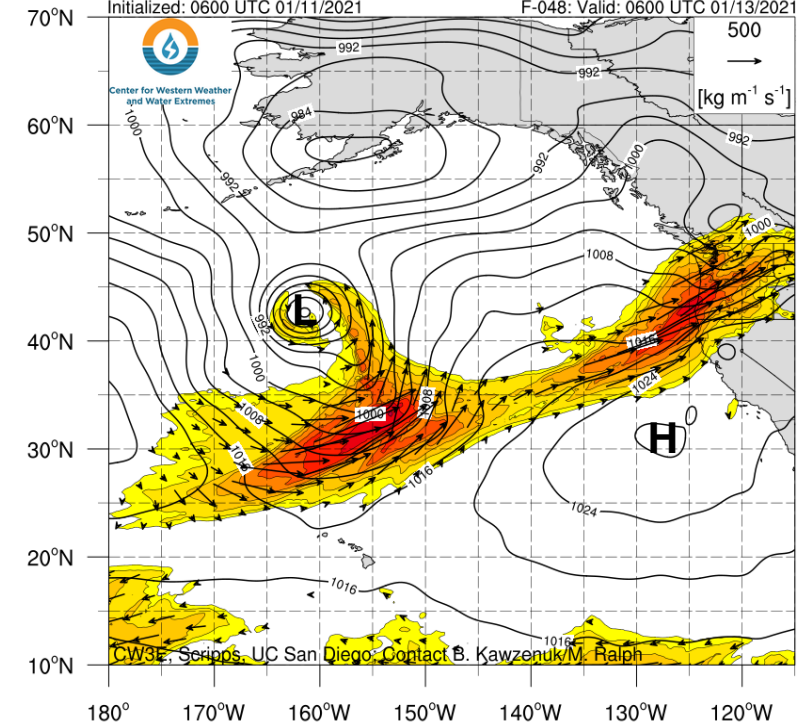 Initialized: 0600 UTC 01/11/2021 F-048: Valid: 0600 UTC 01/13/2021
70°N
Center for Western Weather
and Water Extremes
500
[kg m⁻¹ s⁻¹]
992
992
984
1000
60°N
992
992
1000
992
50°N
1000
1008
L
992
40°N
1016
1000
1024
1008
1008
1000
30°N
H
1016
1016
1024
20°N
1016
1016
CW3E, Scripps, UC San Diego; Contact B. Kawzenuk/M. Ralph
10°N
180° 170°W 160°W 150°W 140°W 130°W 120°W